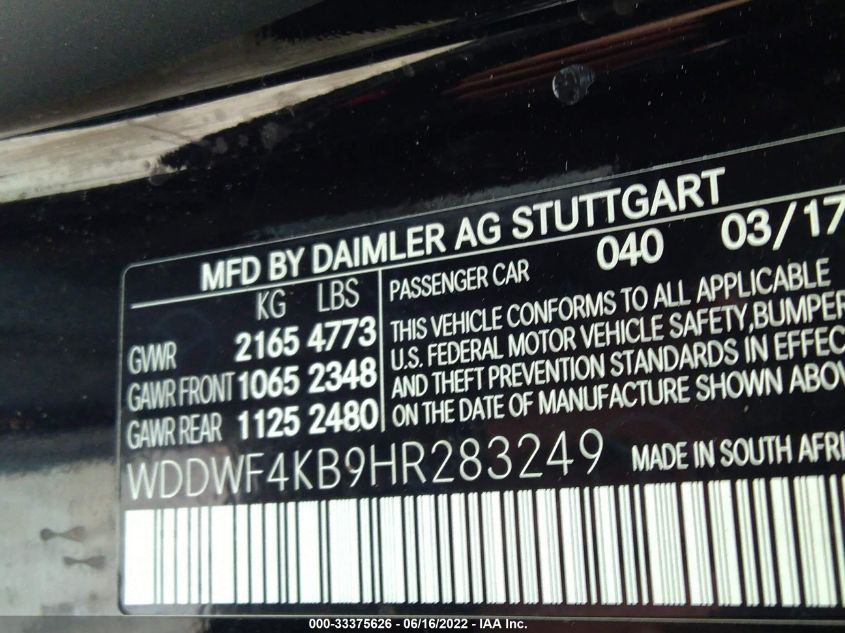 MFD BY DAIMLER AG STUTTGART
KG LBS
GVWR 2165 4773
GAWR FRONT 1065 2348
GAWR REAR 1125 2480
040 03/17
PASSENGER CAR
THIS VEHICLE CONFORMS TO ALL APPLICABLE
U.S. FEDERAL MOTOR VEHICLE SAFETY, BUMPER
AND THEFT PREVENTION STANDARDS IN EFFEC
ON THE DATE OF MANUFACTURE SHOWN ABOV
WDDWF4KB9HR283249 MADE IN SOUTH AFRI
000-33375626 - 06/16/2022 - IAA Inc.